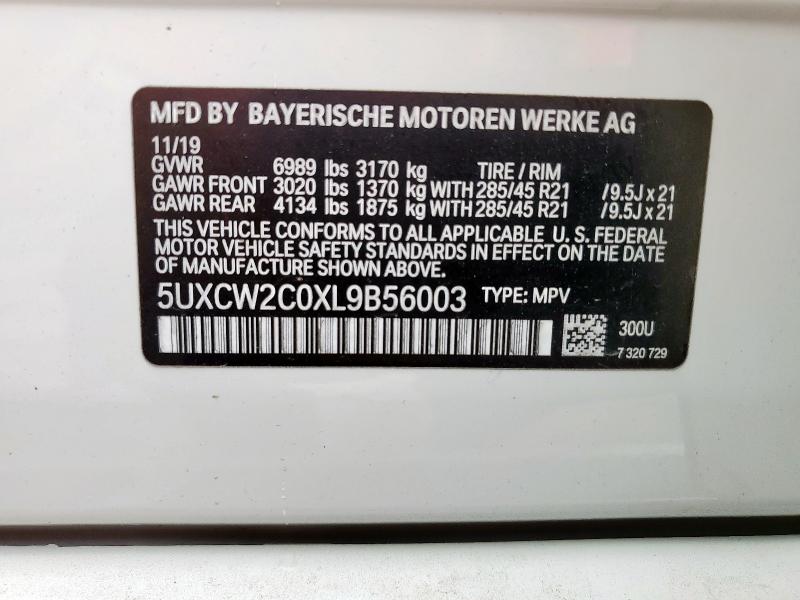 MFD BY BAYERISCHE MOTOREN WERKE AG
11/19
GVWR 6989 lbs 3170 kg TIRE / RIM
GAWR FRONT 3020 lbs 1370 kg WITH 285/45 R21 /9.5J x 21
GAWR REAR 4134 lbs 1875 kg WITH 285/45 R21 /9.5J x 21
THIS VEHICLE CONFORMS TO ALL APPLICABLE U. S. FEDERAL
MOTOR VEHICLE SAFETY STANDARDS IN EFFECT ON THE DATE
OF MANUFACTURE SHOWN ABOVE.
5UXCW2C0XL9B56003 TYPE: MPV
300U
7 320 729